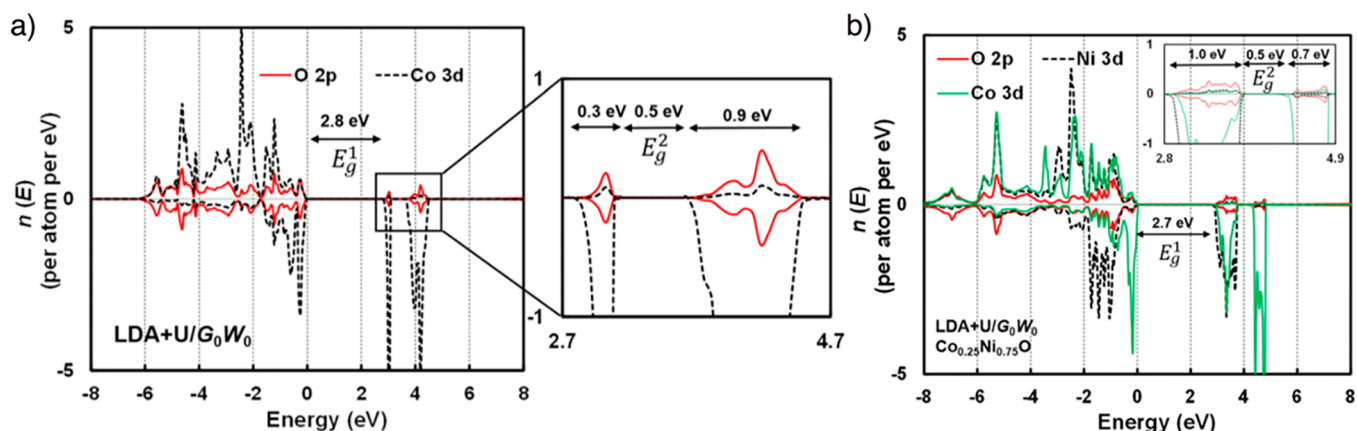 a)
5
0
-5
n (E)
(per atom per eV)
O 2p
Co 3d
2.8 eV
E_g^1
LDA+U/G₀W₀
-8 -6 -4 -2 0 2 4 6 8
Energy (eV)
1
-1
0.3 eV 0.5 eV 0.9 eV
E_g^2
2.7 4.7
b)
5
0
-5
n (E)
(per atom per eV)
O 2p
Ni 3d
Co 3d
1
0
-1
1.0 eV 0.5 eV 0.7 eV
E_g^2
2.8 4.9
2.7 eV
E_g^1
LDA+U/G₀W₀
Co₀.₂₅Ni₀.₇₅O
-8 -6 -4 -2 0 2 4 6 8
Energy (eV)